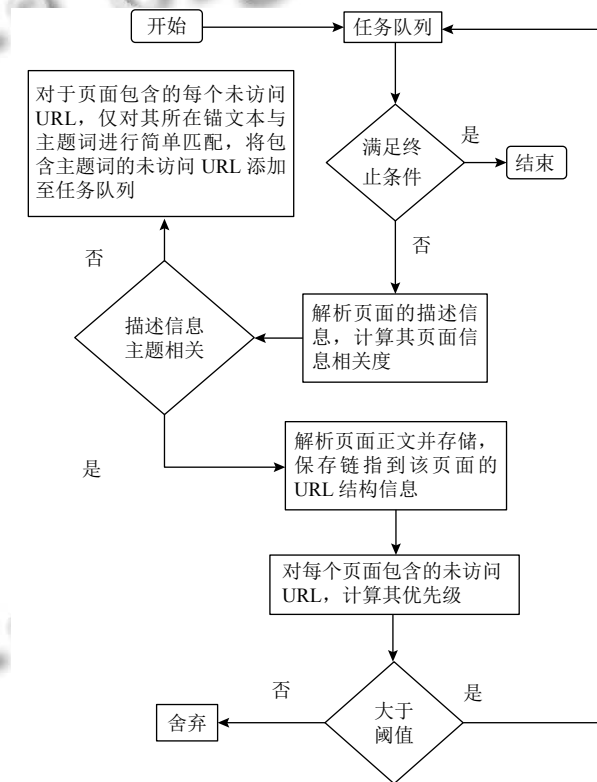 开始
任务队列
对于页面包含的每个未访问
URL，仅对其所在锚文本与
主题词进行简单匹配，将包
含主题词的未访问 URL 添加
至任务队列
满足终
止条件
是
结束
否
否
描述信息
主题相关
解析页面的描述信
息，计算其页面信
息相关度
是
解析页面正文并存储，
保存链指到该页面的
URL 结构信息
对每个页面包含的未访问
URL，计算其优先级
否
大于
阈值
是
舍弃